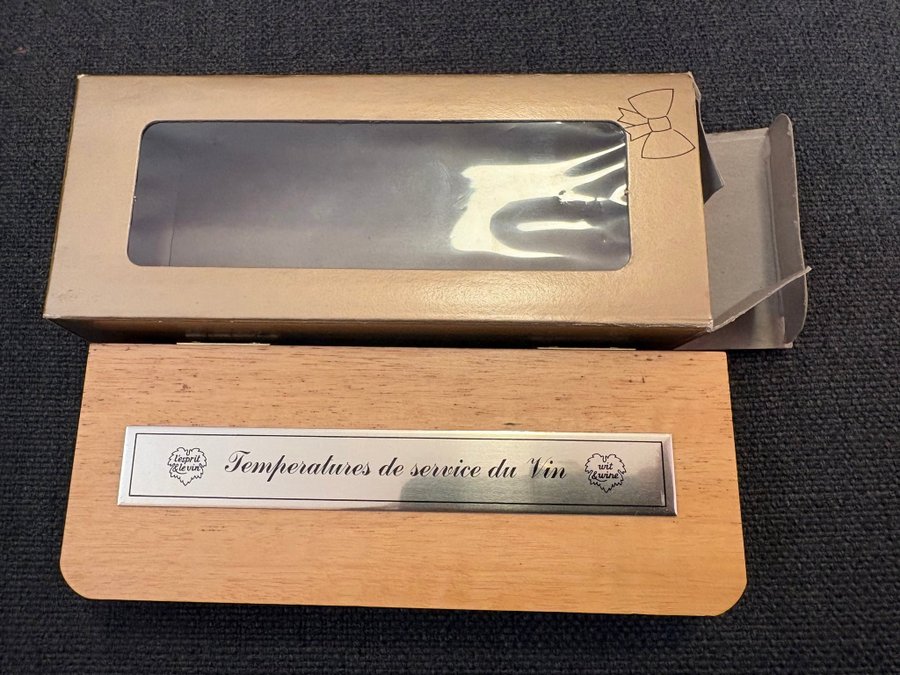 l'esprit
& le vin
Temperatures de service du Vin
wit
& wine